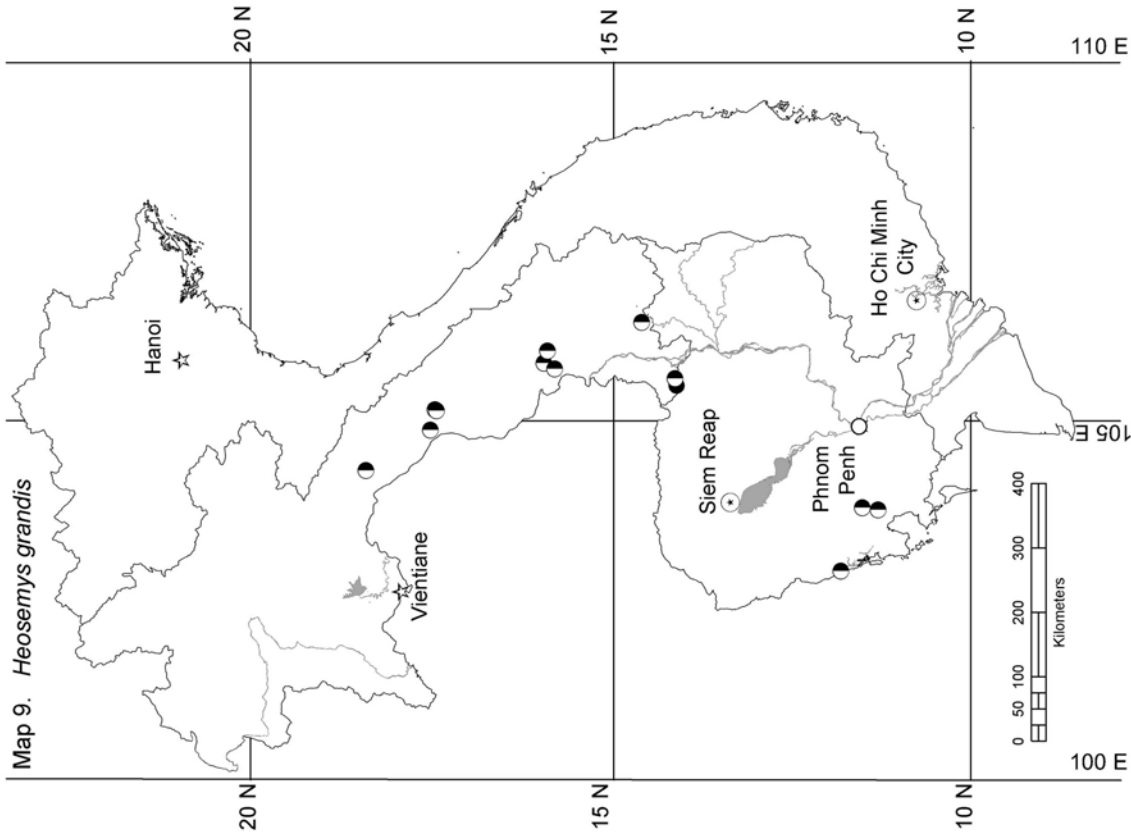 Map 9. Heosemys grandis
20 N
15 N
10 N
100 E
20 N
15 N
10 N
110 E
105 E
Hanoi
Vientiane
Siem Reap
Phnom
Penh
Ho Chi Minh
City
0 50 100 200 300 400
Kilometers